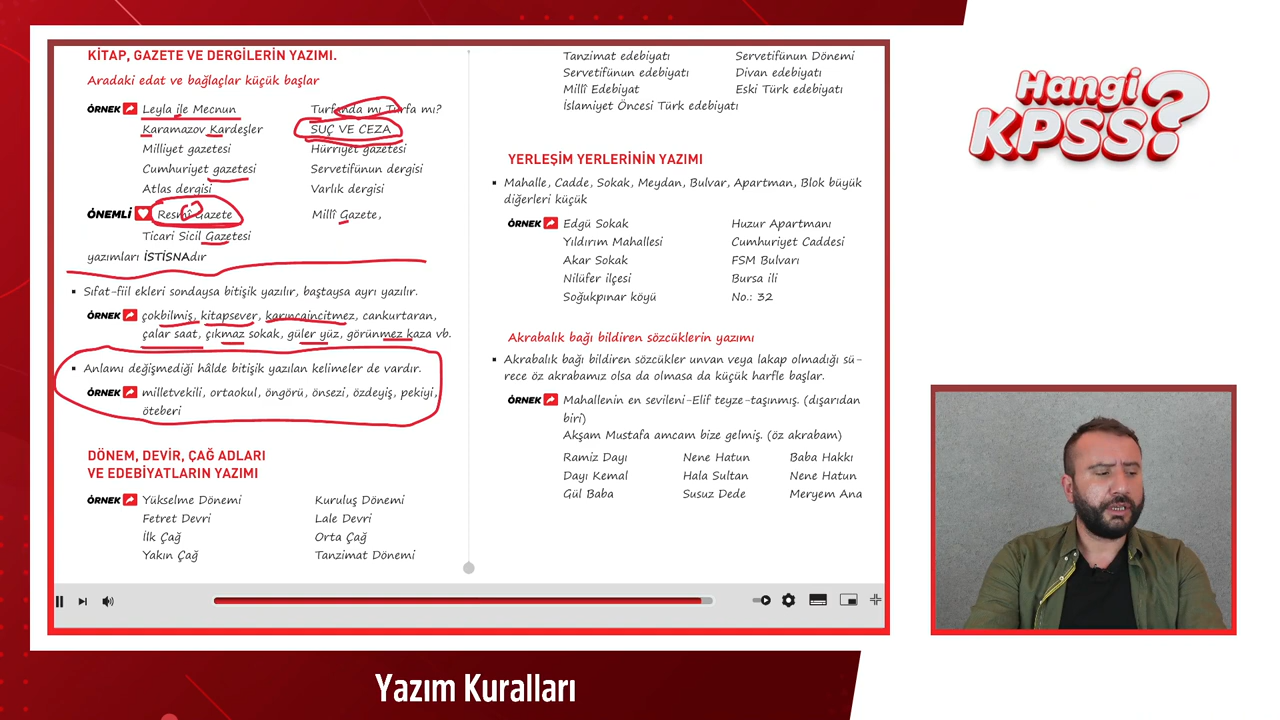 KİTAP, GAZETE VE DERGİLERİN YAZIMI.
Aradaki edat ve bağlaçlar küçük başlar
ÖRNEK Leyla ile Mecnun Turfanda mı Turfa mı?
Karamazov Kardeşler SUÇ VE CEZA
Milliyet gazetesi Hürriyet gazetesi
Cumhuriyet gazetesi Servetifünun dergisi
Atlas dergisi Varlık dergisi
ÖNEMLİ Resmî Gazete Millî Gazete,
Ticari Sicil Gazetesi
yazımları İSTİSNAdır
▪ Sıfat-fiil ekleri sondaysa bitişik yazılır, baştaysa ayrı yazılır.
ÖRNEK çokbilmiş, kitapsever, karıncaincitmez, cankurtaran,
çalar saat, çıkmaz sokak, güler yüz, görünmez kaza vb.
▪ Anlamı değişmediği hâlde bitişik yazılan kelimeler de vardır.
ÖRNEK milletvekili, ortaokul, öngörü, önsezi, özdeyiş, pekiyi,
öteberi
DÖNEM, DEVİR, ÇAĞ ADLARI
VE EDEBİYATLARIN YAZIMI
ÖRNEK Yükselme Dönemi Kuruluş Dönemi
Fetret Devri Lale Devri
İlk Çağ Orta Çağ
Yakın Çağ Tanzimat Dönemi
Tanzimat edebiyatı Servetifünun Dönemi
Servetifünun edebiyatı Divan edebiyatı
Millî Edebiyat Eski Türk edebiyatı
İslamiyet Öncesi Türk edebiyatı
YERLEŞİM YERLERİNİN YAZIMI
▪ Mahalle, Cadde, Sokak, Meydan, Bulvar, Apartman, Blok büyük
diğerleri küçük
ÖRNEK Edgü Sokak Huzur Apartmanı
Yıldırım Mahallesi Cumhuriyet Caddesi
Akar Sokak FSM Bulvarı
Nilüfer ilçesi Bursa ili
Soğukpınar köyü No.: 32
Akrabalık bağı bildiren sözcüklerin yazımı
▪ Akrabalık bağı bildiren sözcükler unvan veya lakap olmadığı sü-
rece öz akrabamız olsa da olmasa da küçük harfle başlar.
ÖRNEK Mahallenin en sevileni-Elif teyze-taşınmış. (dışarıdan
biri)
Akşam Mustafa amcam bize gelmiş. (öz akrabam)
Ramiz Dayı Nene Hatun Baba Hakkı
Dayı Kemal Hala Sultan Nene Hatun
Gül Baba Susuz Dede Meryem Ana
Hangi
KPSS?
Yazım Kuralları